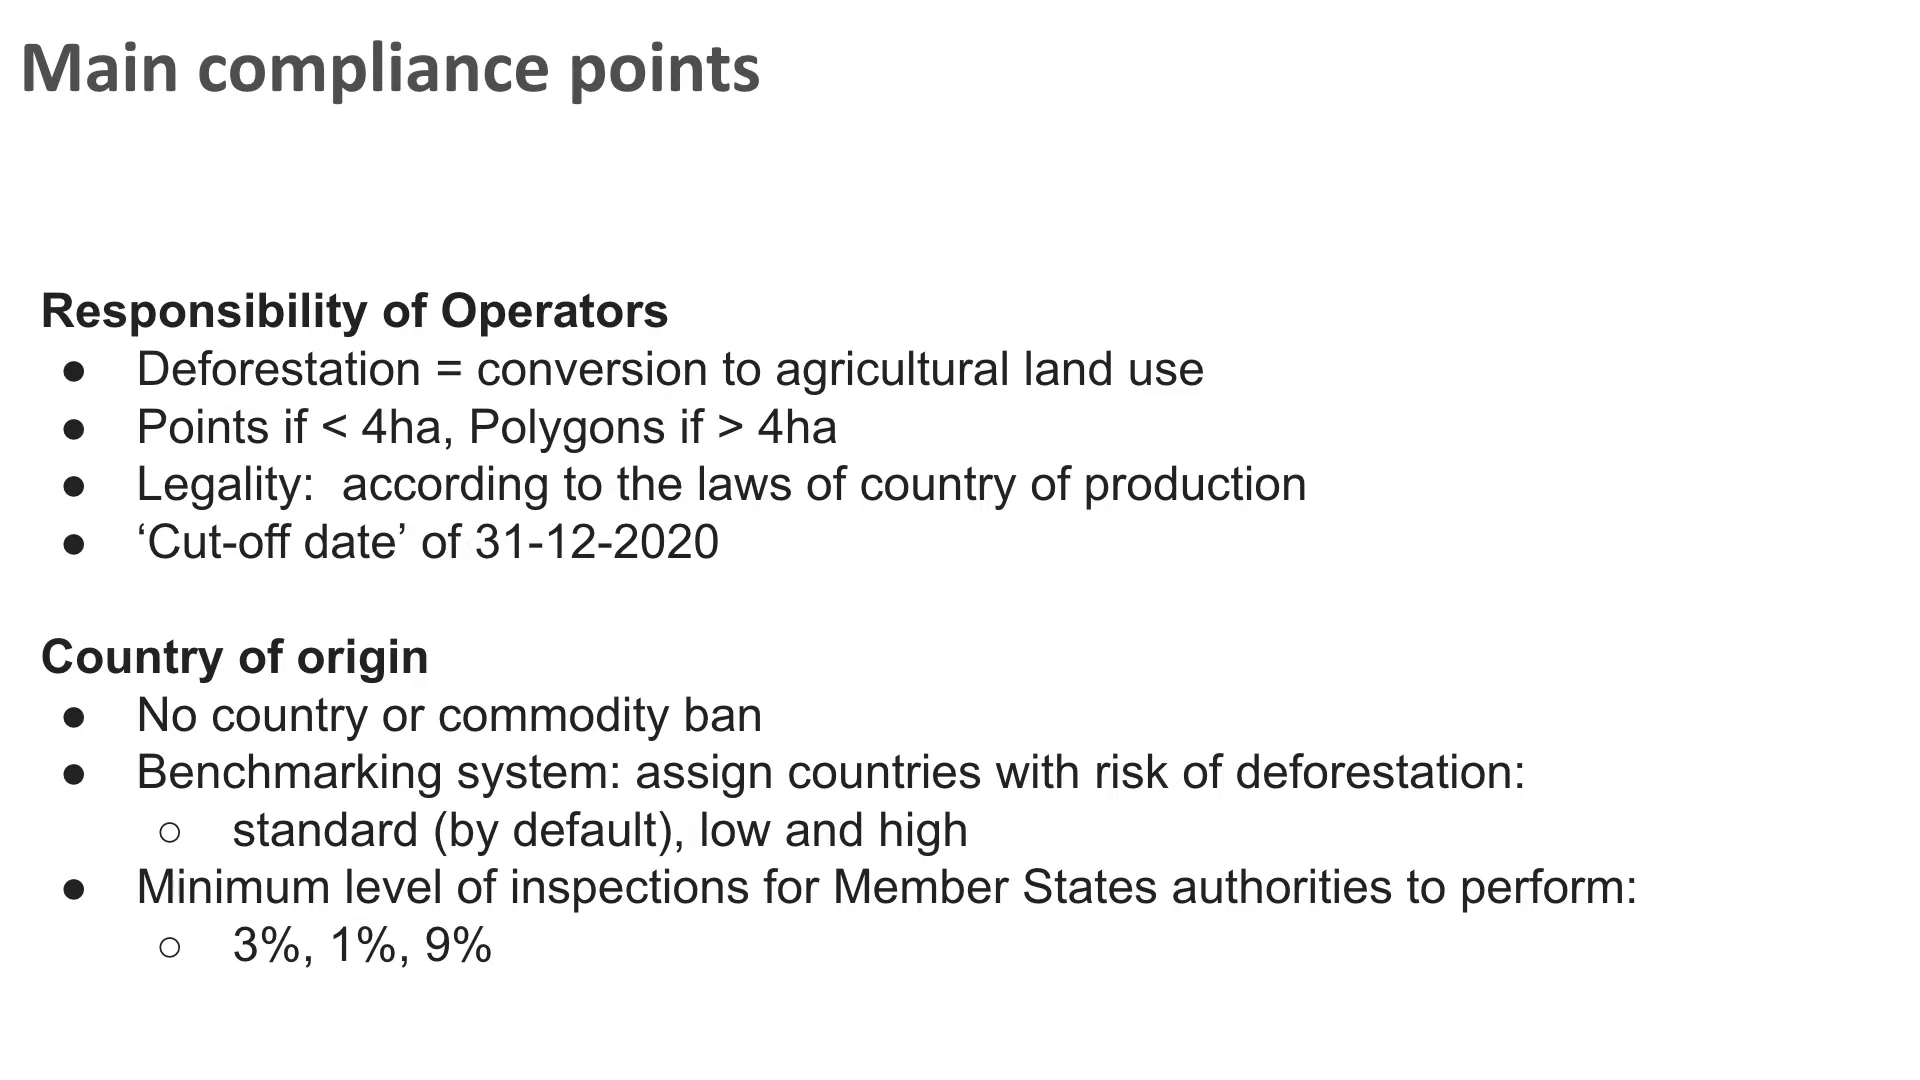 Main compliance points
Responsibility of Operators
● Deforestation = conversion to agricultural land use
● Points if < 4ha, Polygons if > 4ha
● Legality:  according to the laws of country of production
● ‘Cut-off date’ of 31-12-2020
Country of origin
● No country or commodity ban
● Benchmarking system: assign countries with risk of deforestation:
○ standard (by default), low and high
● Minimum level of inspections for Member States authorities to perform:
○ 3%, 1%, 9%